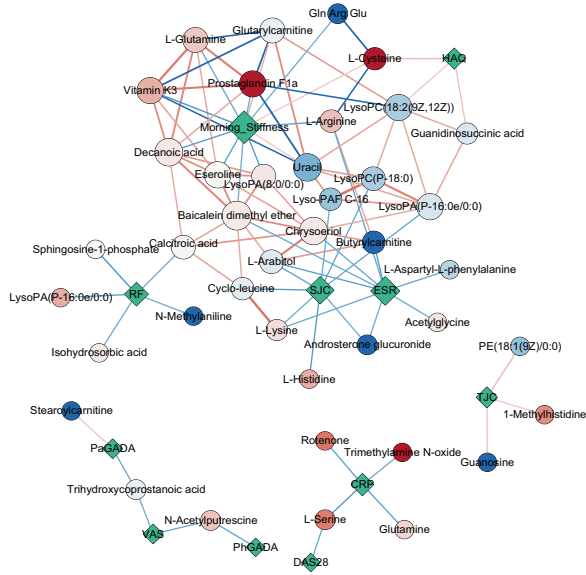 Gln Arg Glu
Glutarylcarnitine
L-Glutamine
L-Cysteine
HAQ
Prostaglandin F1a
Vitamin K3
LysoPC(18:2(9Z,12Z))
L-Arginine
Morning_Stiffness
Guanidinosuccinic acid
Decanoic acid
Uracil
Eseroline
LysoPC(P-18:0)
LysoPA(8:0/0:0)
Lyso-PAF C-16
LysoPA(P-16:0e/0:0)
Baicalein dimethyl ether
Chrysoeriol
Sphingosine-1-phosphate
Calcitroic acid
Butyrylcarnitine
L-Arabitol
L-Aspartyl-L-phenylalanine
Cyclo-leucine
SJC
ESR
LysoPA(P-16:0e/0:0)
RF
N-Methylaniline
Acetylglycine
L-Lysine
Androsterone glucuronide
Isohydrosorbic acid
PE(18:1(9Z)/0:0)
L-Histidine
TJC
Stearoylcarnitine
1-Methylhistidine
Rotenone
PaGADA
Trimethylamine N-oxide
Guanosine
Trihydroxycoprostanoic acid
CRP
N-Acetylputrescine
L-Serine
Glutamine
VAS
PhGADA
DAS28